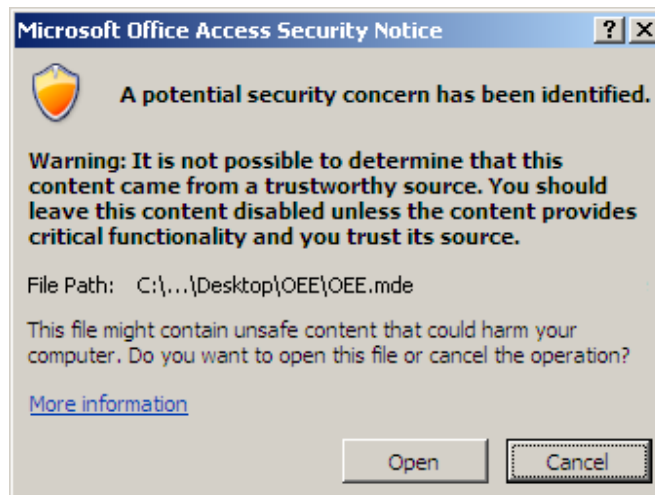 Microsoft Office Access Security Notice
A potential security concern has been identified.
Warning: It is not possible to determine that this
content came from a trustworthy source. You should
leave this content disabled unless the content provides
critical functionality and you trust its source.
File Path: C:\...\Desktop\OEE\OEE.mde
This file might contain unsafe content that could harm your
computer. Do you want to open this file or cancel the operation?
More information
Open Cancel